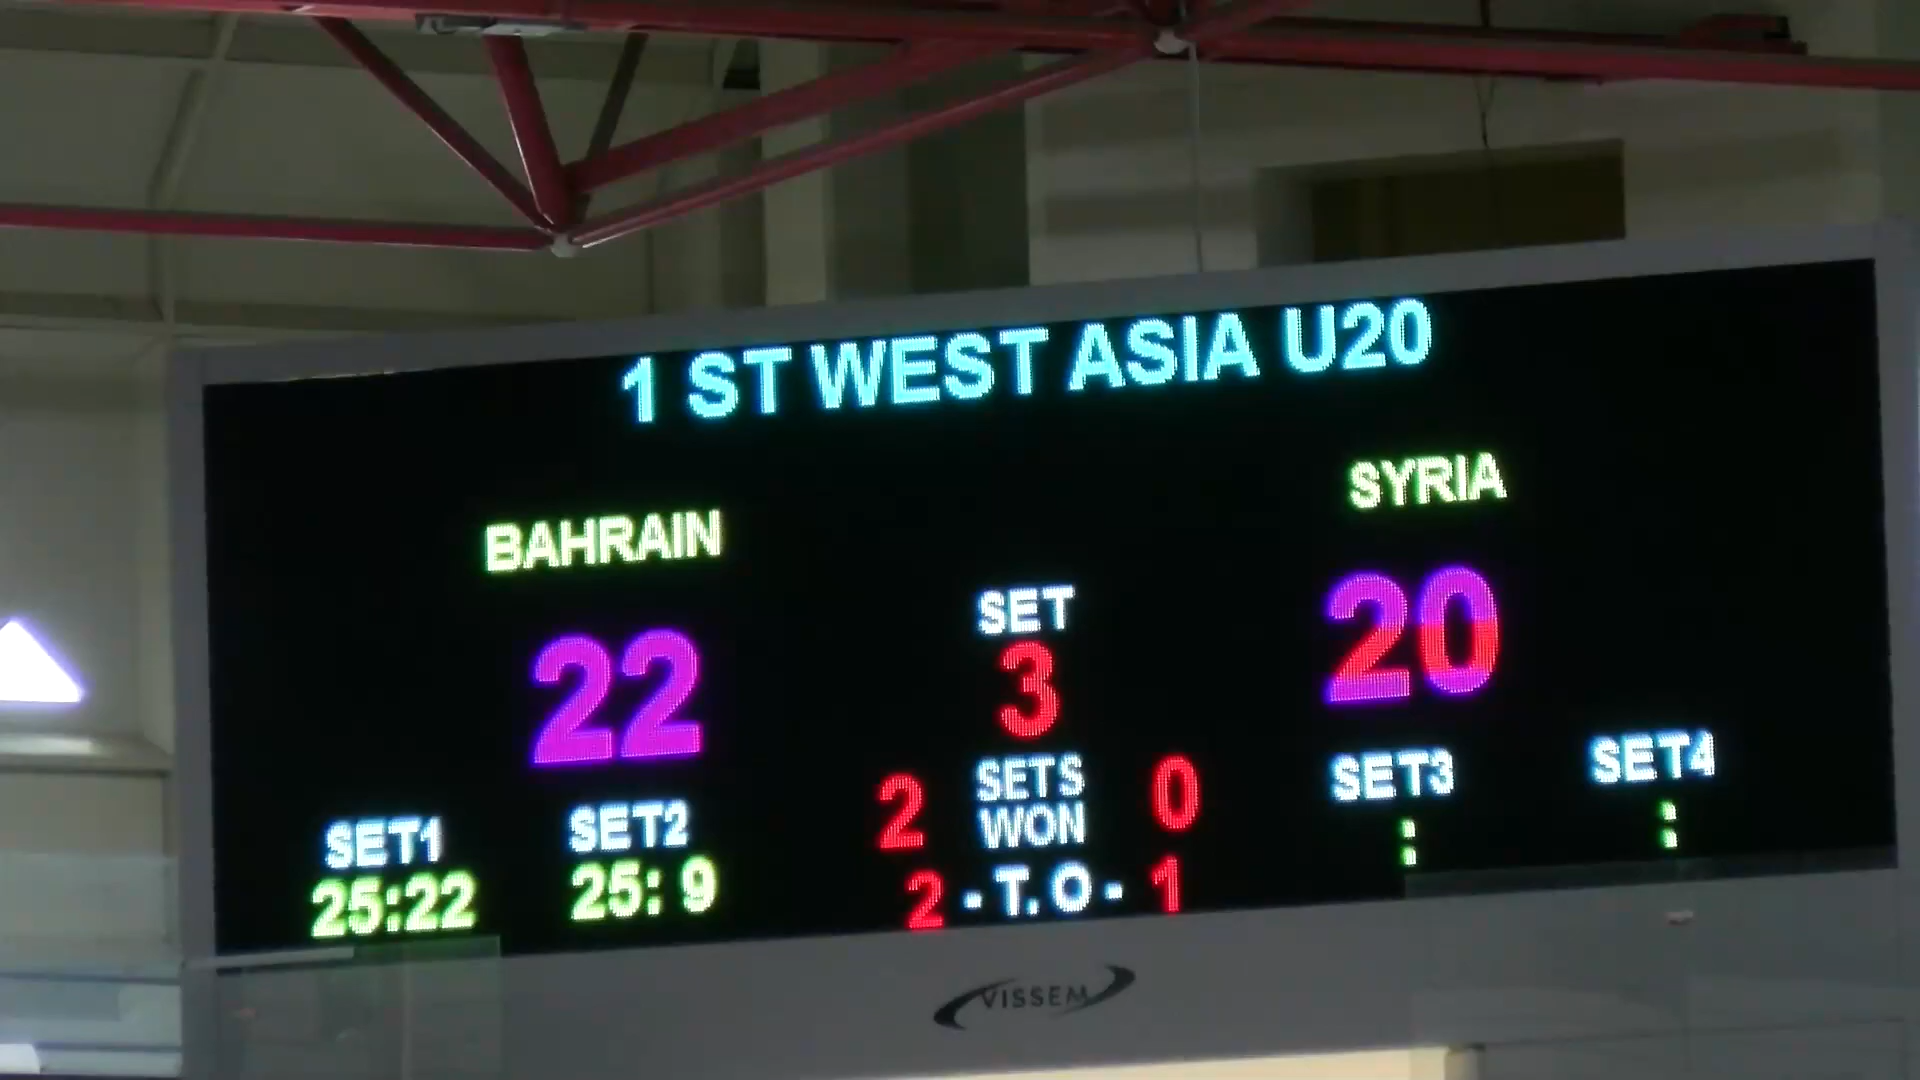 1 ST WEST ASIA U20
BAHRAIN
SYRIA
22
SET
3
20
2
SETS
WON
0
2 - T. O - 1
SET1
25:22
SET2
25: 9
SET3
:
SET4
:
VISSEM